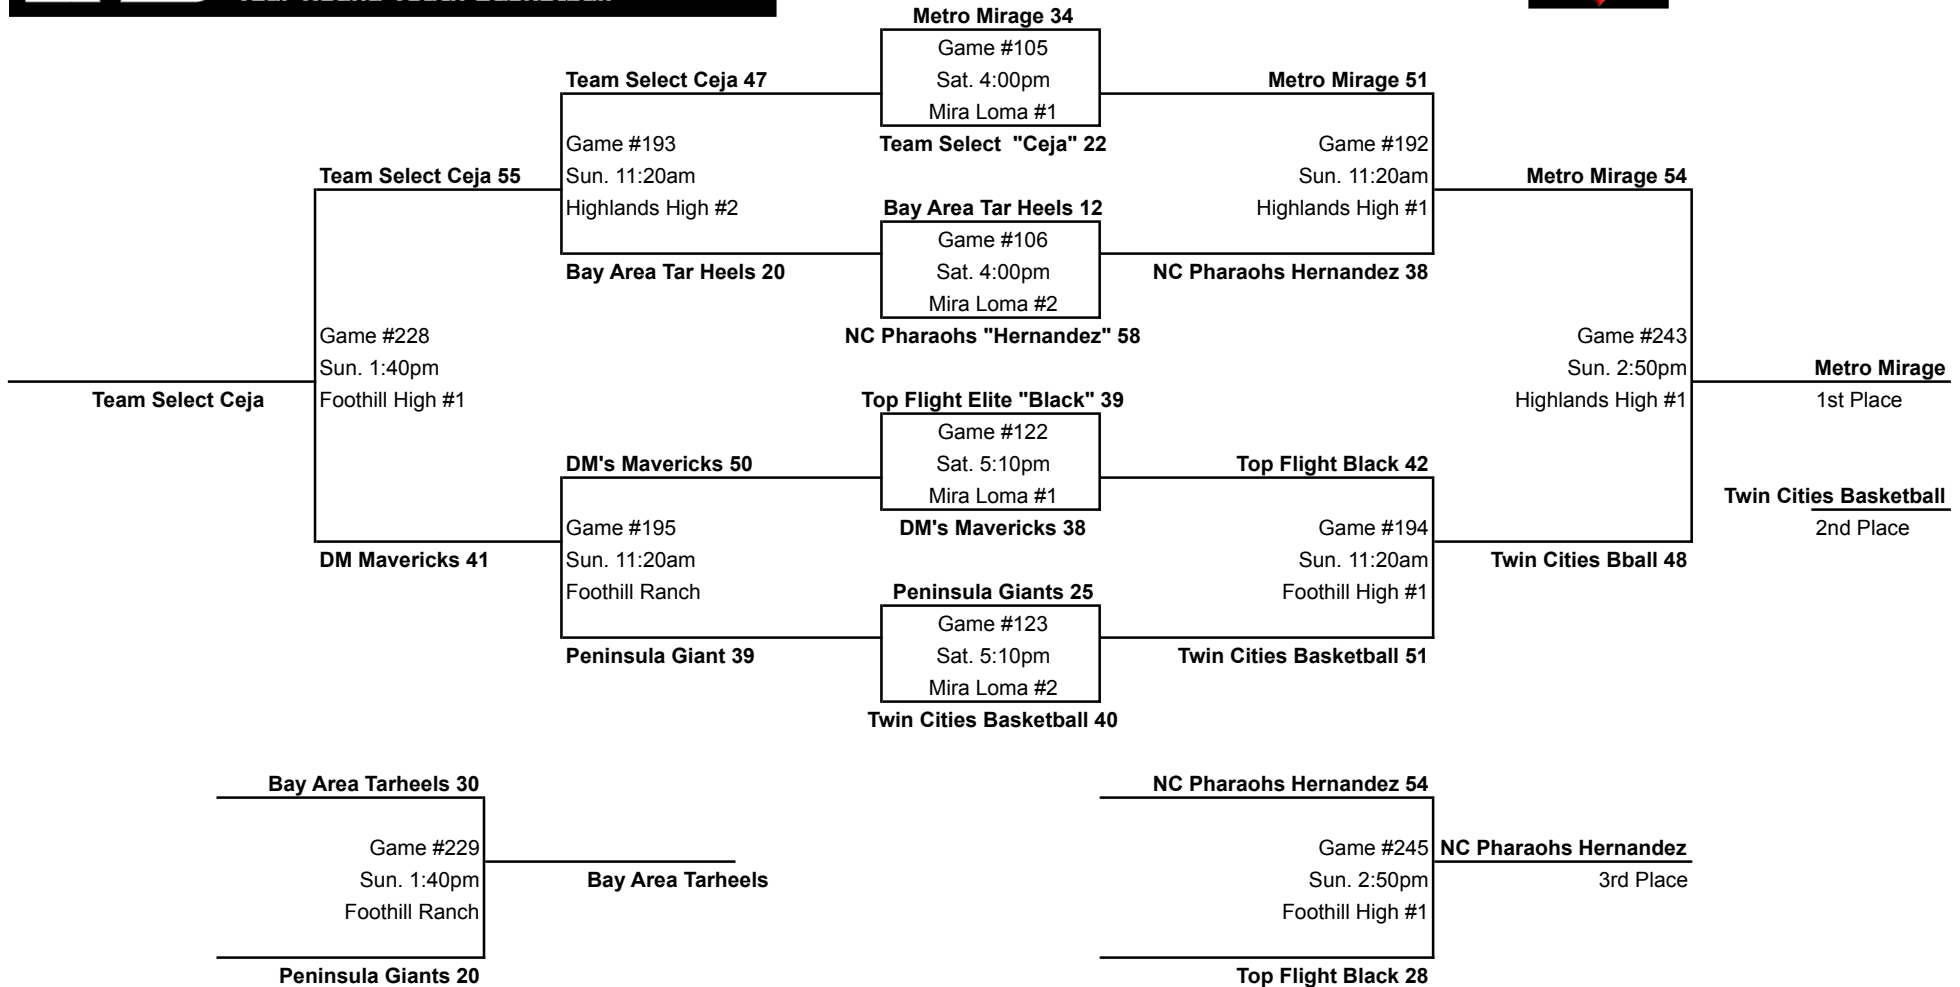 Year Round Youth Basketball
Metro Mirage 34
Game #105
Team Select Ceja 47
Sat. 4:00pm
Metro Mirage 51
Mira Loma #1
Game #193
Team Select "Ceja" 22
Game #192
Team Select Ceja 55
Sun. 11:20am
Sun. 11:20am
Metro Mirage 54
Highlands High #2
Bay Area Tar Heels 12
Highlands High #1
Game #106
Bay Area Tar Heels 20
Sat. 4:00pm
NC Pharaohs Hernandez 38
Mira Loma #2
Game #228
NC Pharaohs "Hernandez" 58
Game #243
Sun. 1:40pm
Sun. 2:50pm
Metro Mirage
Team Select Ceja
Foothill High #1
Top Flight Elite "Black" 39
Highlands High #1
1st Place
Game #122
DM's Mavericks 50
Sat. 5:10pm
Top Flight Black 42
Mira Loma #1
Twin Cities Basketball
Game #195
DM's Mavericks 38
Game #194
2nd Place
DM Mavericks 41
Sun. 11:20am
Sun. 11:20am
Twin Cities Bball 48
Foothill Ranch
Peninsula Giants 25
Foothill High #1
Game #123
Peninsula Giant 39
Sat. 5:10pm
Twin Cities Basketball 51
Mira Loma #2
Twin Cities Basketball 40
Bay Area Tarheels 30
NC Pharaohs Hernandez 54
Game #229
Game #245
NC Pharaohs Hernandez
Sun. 1:40pm
Bay Area Tarheels
Sun. 2:50pm
3rd Place
Foothill Ranch
Foothill High #1
Peninsula Giants 20
Top Flight Black 28